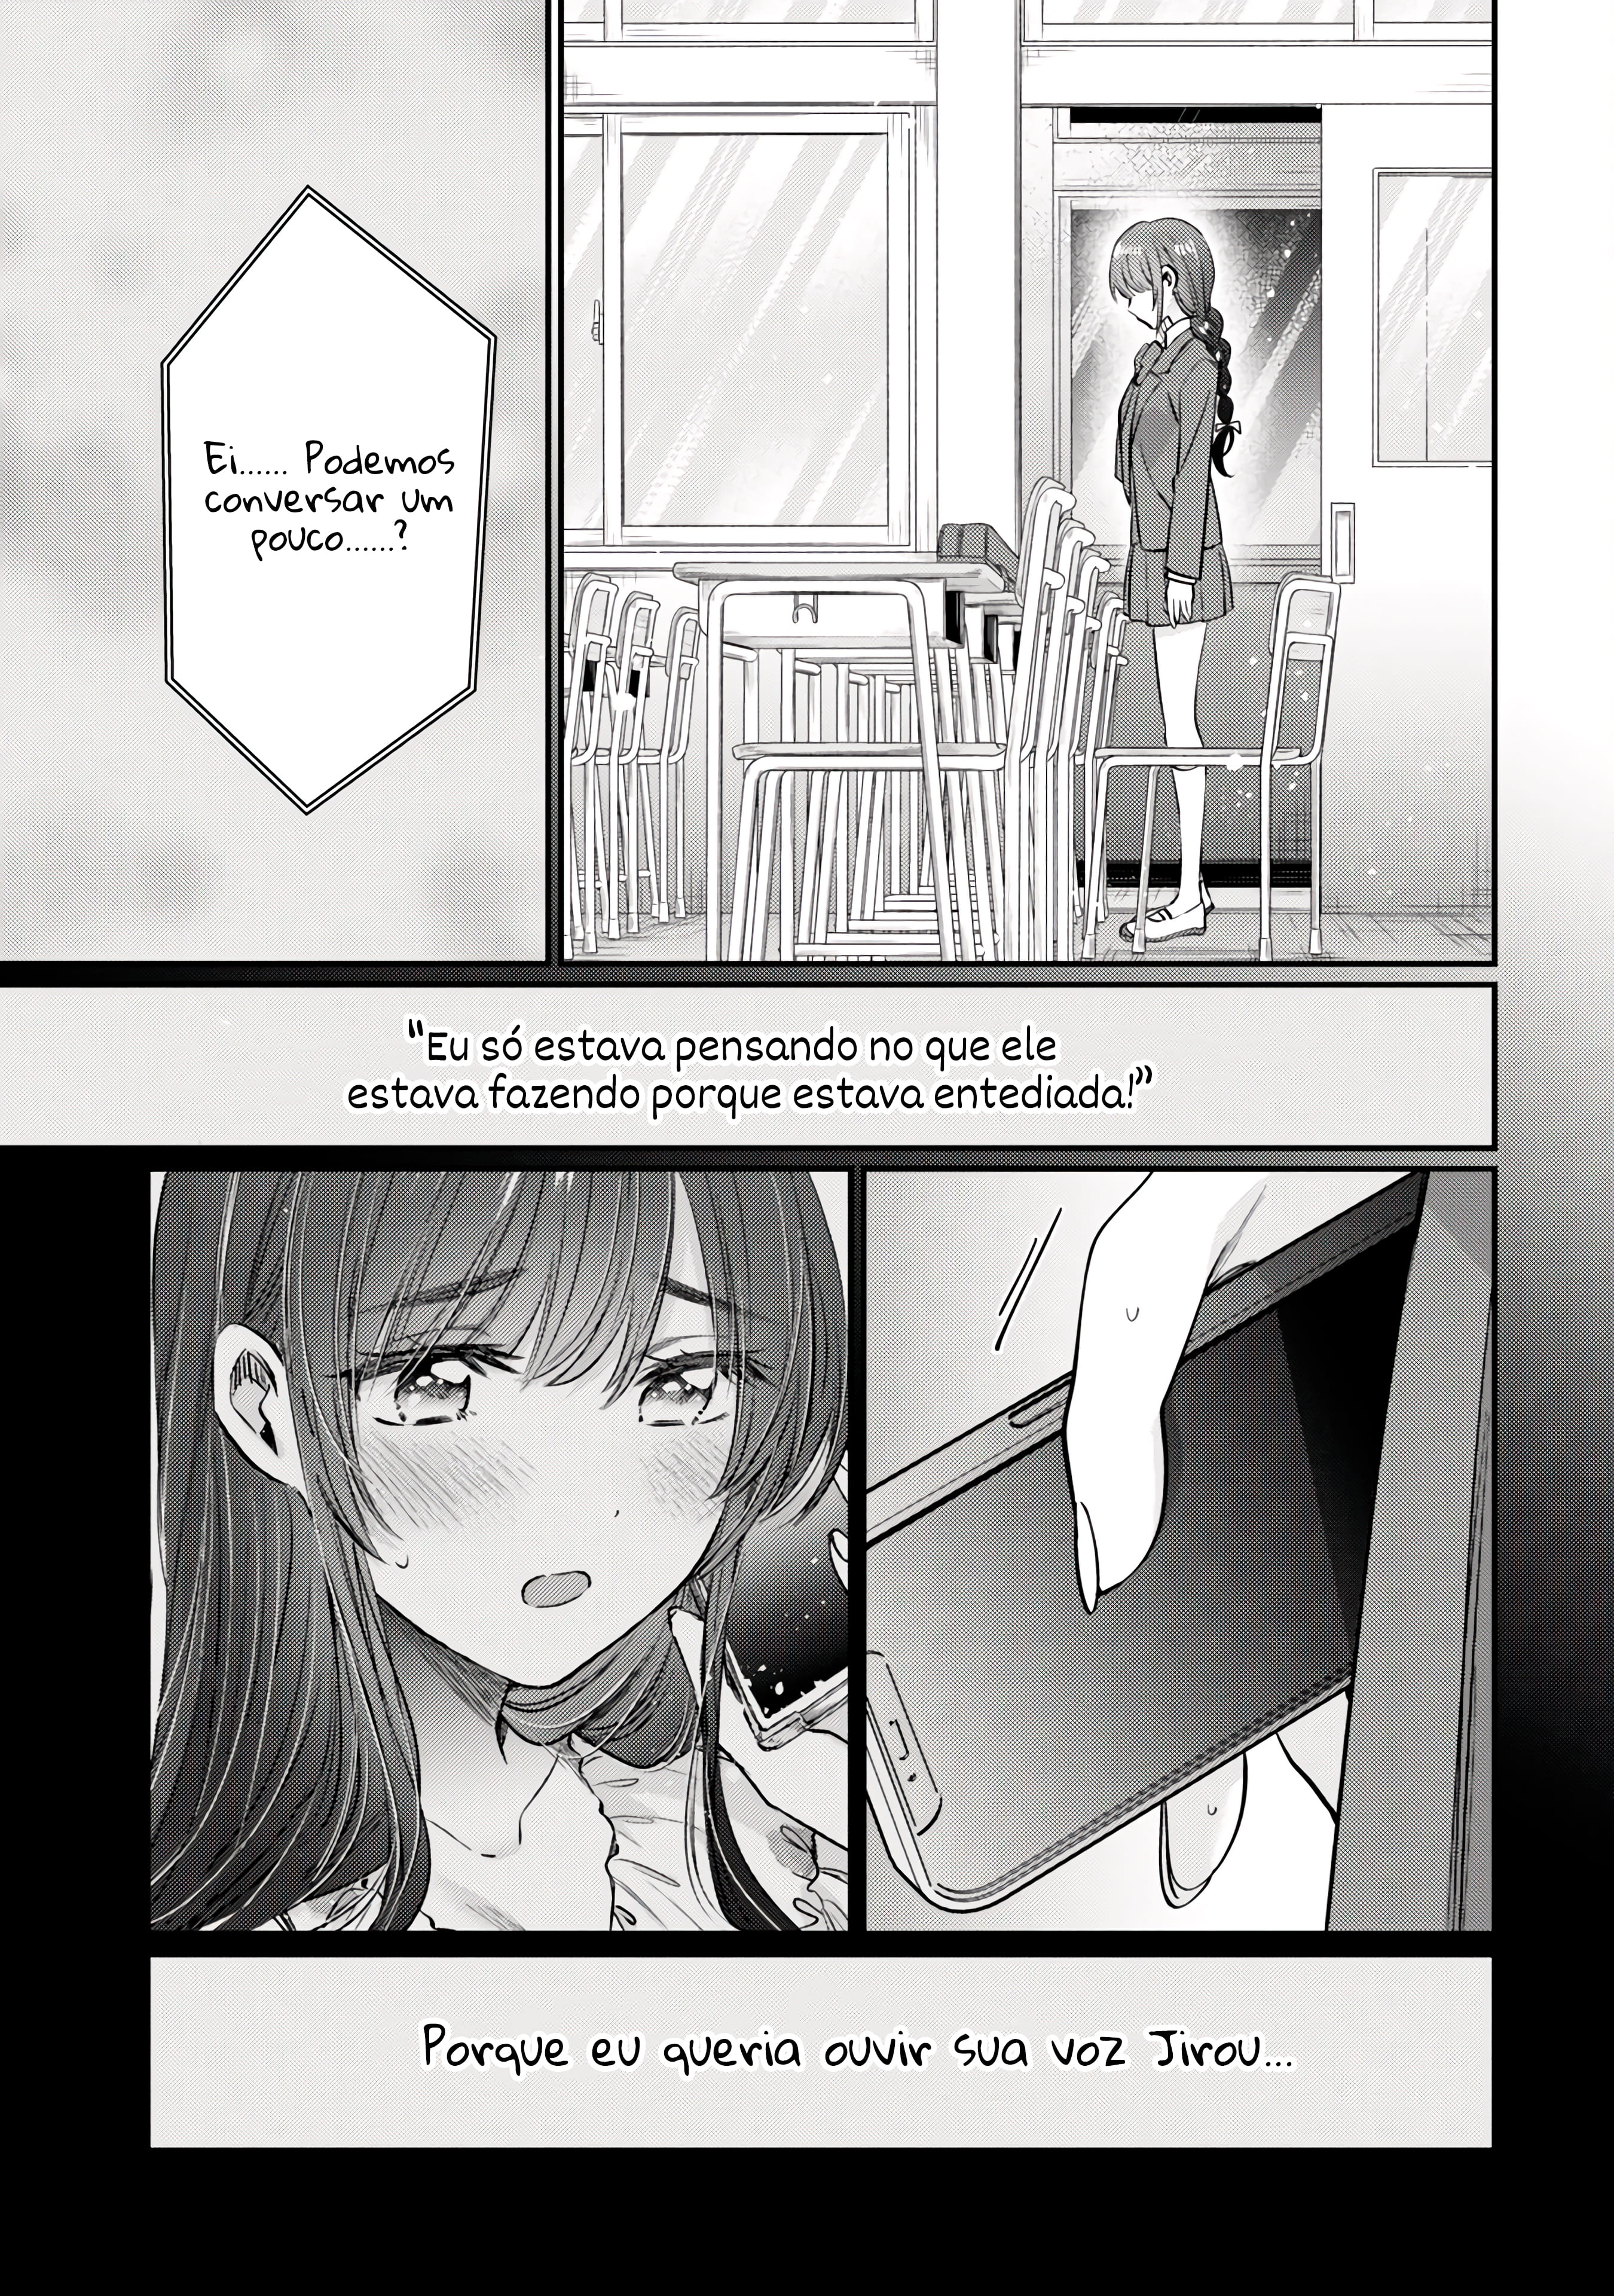 Ei...... Podemos
conversar um
pouco......?
"Eu só estava pensando no que ele
estava fazendo porque estava entediada!"
Porque eu queria ouvir sua voz Jirou...